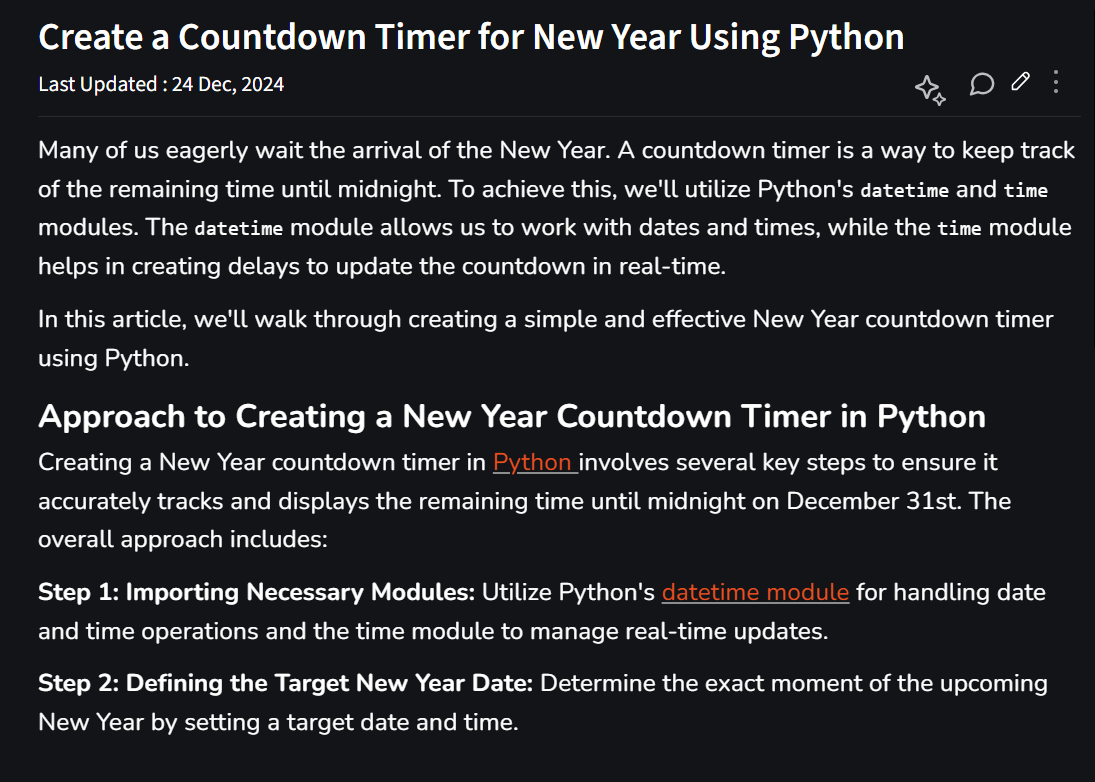 Create a Countdown Timer for New Year Using Python
Last Updated : 24 Dec, 2024
Many of us eagerly wait the arrival of the New Year. A countdown timer is a way to keep track
of the remaining time until midnight. To achieve this, we'll utilize Python's datetime and time
modules. The datetime module allows us to work with dates and times, while the time module
helps in creating delays to update the countdown in real-time.
In this article, we'll walk through creating a simple and effective New Year countdown timer
using Python.
Approach to Creating a New Year Countdown Timer in Python
Creating a New Year countdown timer in Python involves several key steps to ensure it
accurately tracks and displays the remaining time until midnight on December 31st. The
overall approach includes:
Step 1: Importing Necessary Modules: Utilize Python's datetime module for handling date
and time operations and the time module to manage real-time updates.
Step 2: Defining the Target New Year Date: Determine the exact moment of the upcoming
New Year by setting a target date and time.